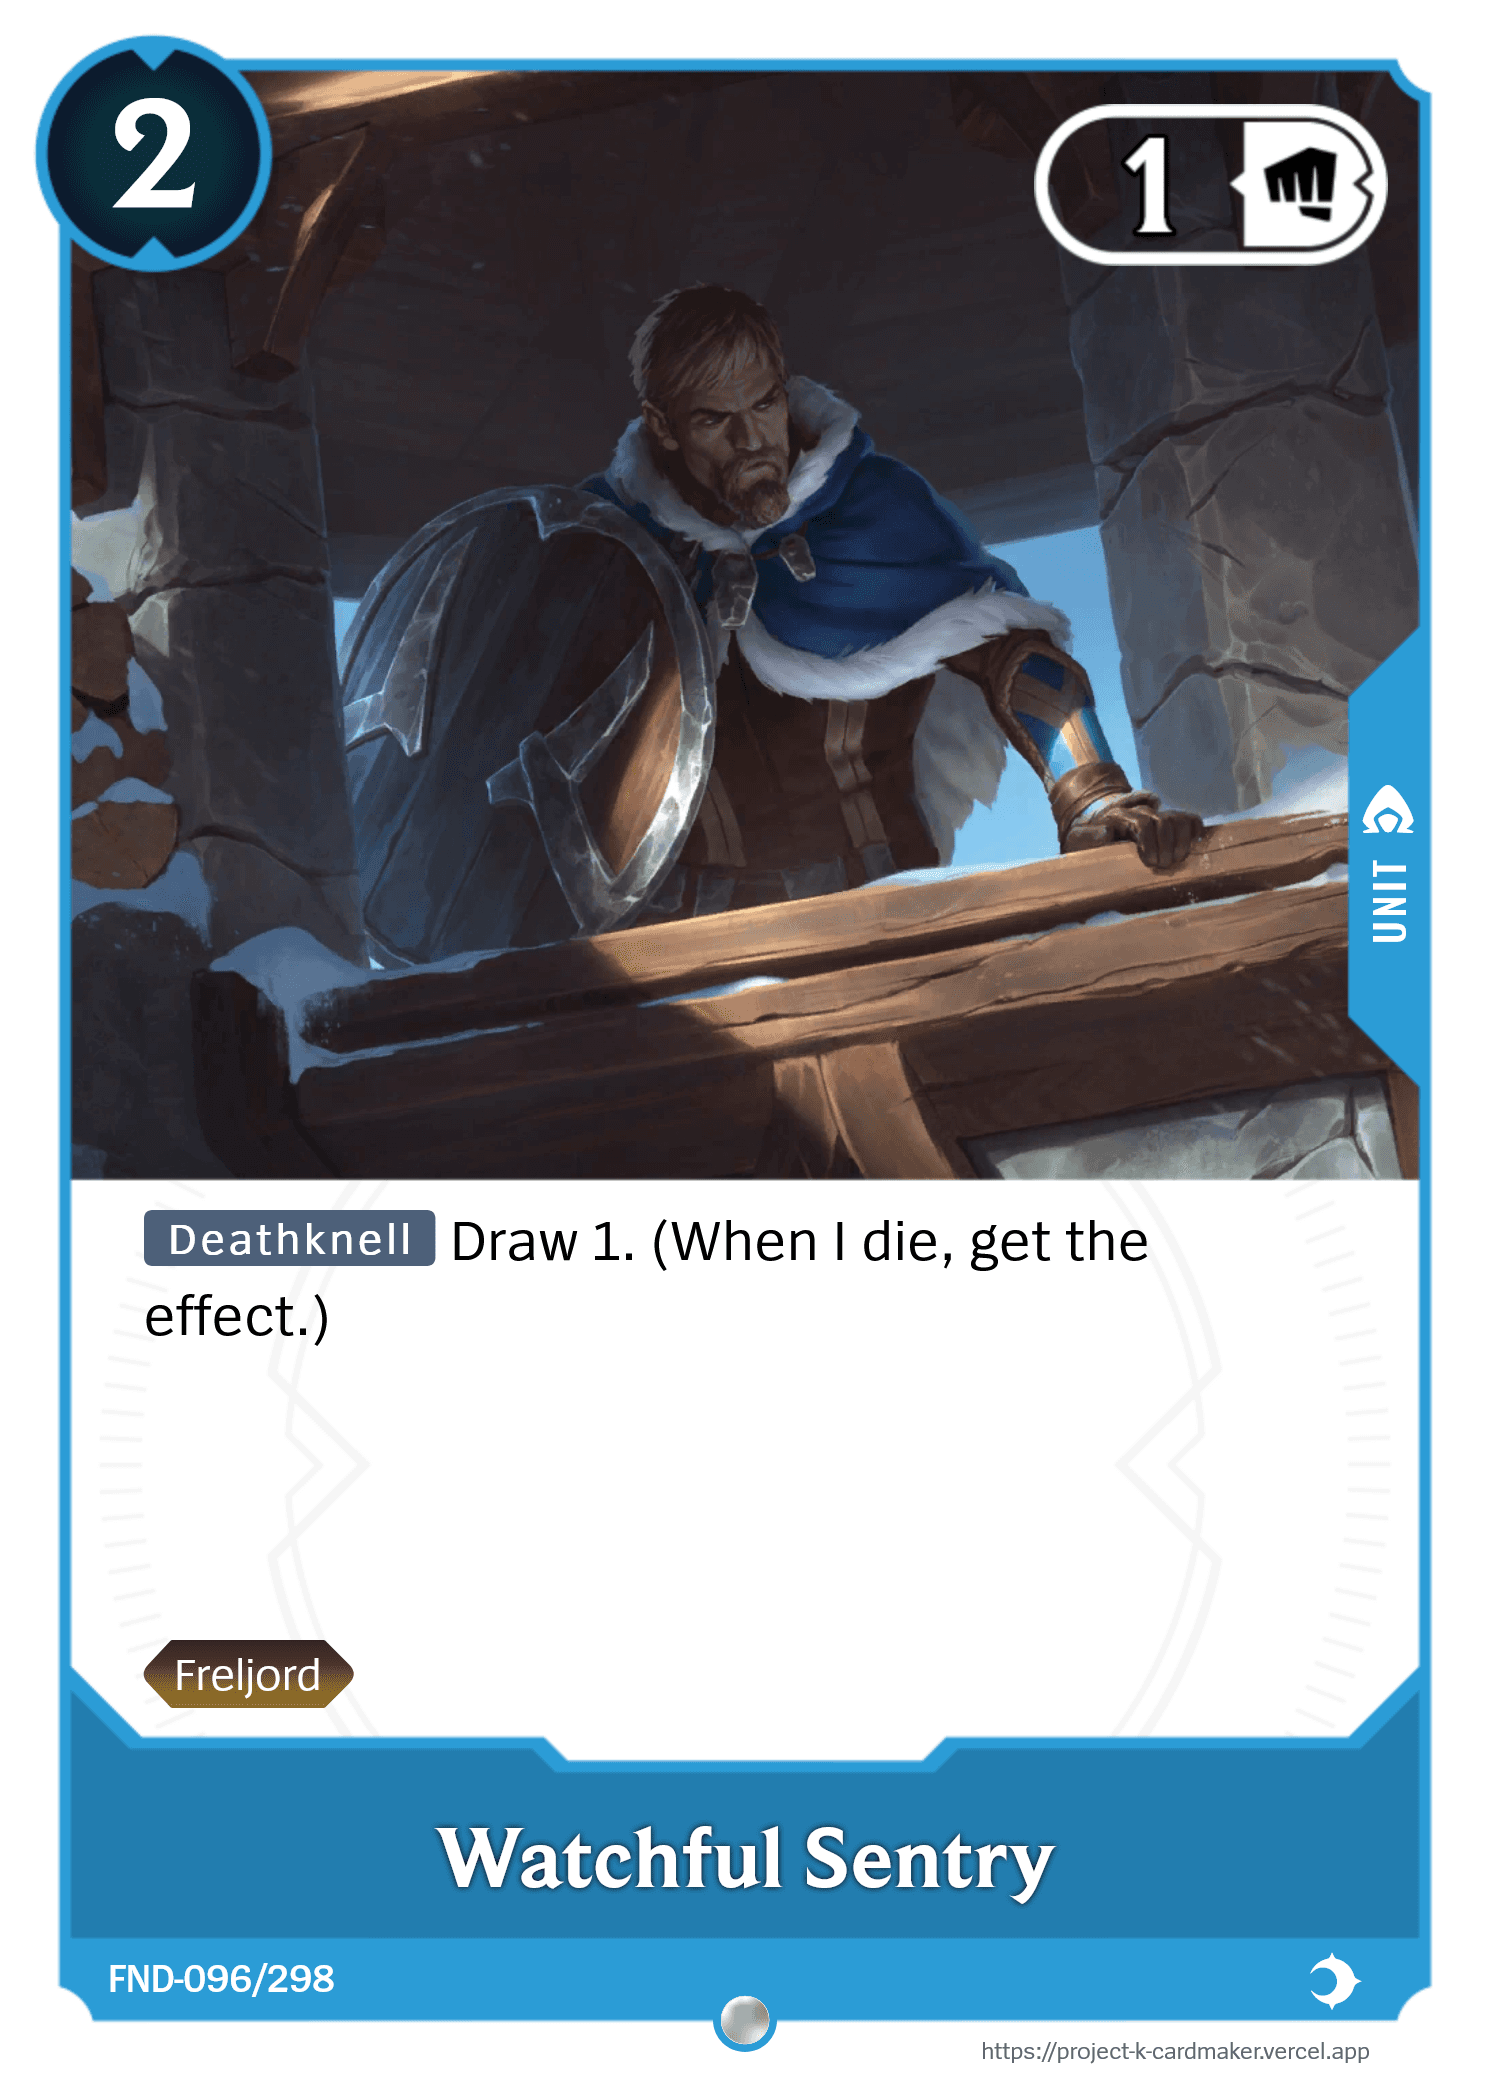 2
1
UNIT
Deathknell Draw 1. (When I die, get the
effect.)
Freljord
Watchful Sentry
FND-096/298
https://project-k-cardmaker.vercel.app